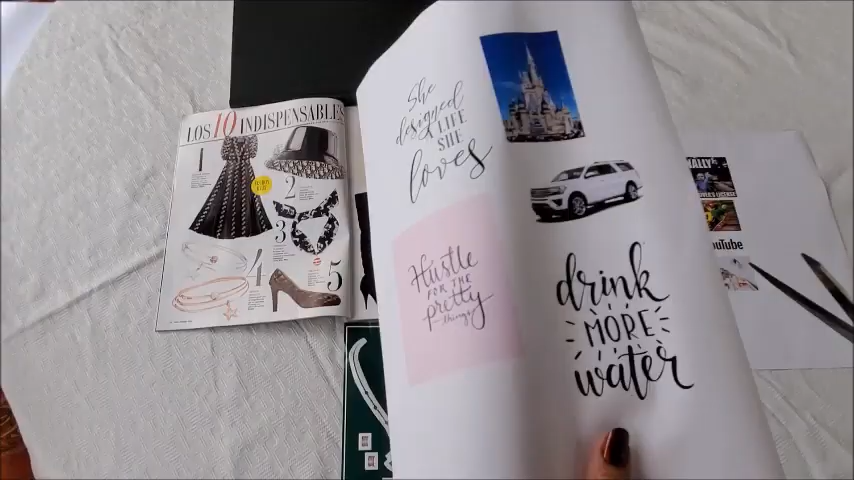 LOS 10 INDISPENSABLES
1
2
3
4
5
She
designed
A LIFE
SHE
loves
Hustle
FOR THE
pretty
things
drink
MORE
water
YouTube